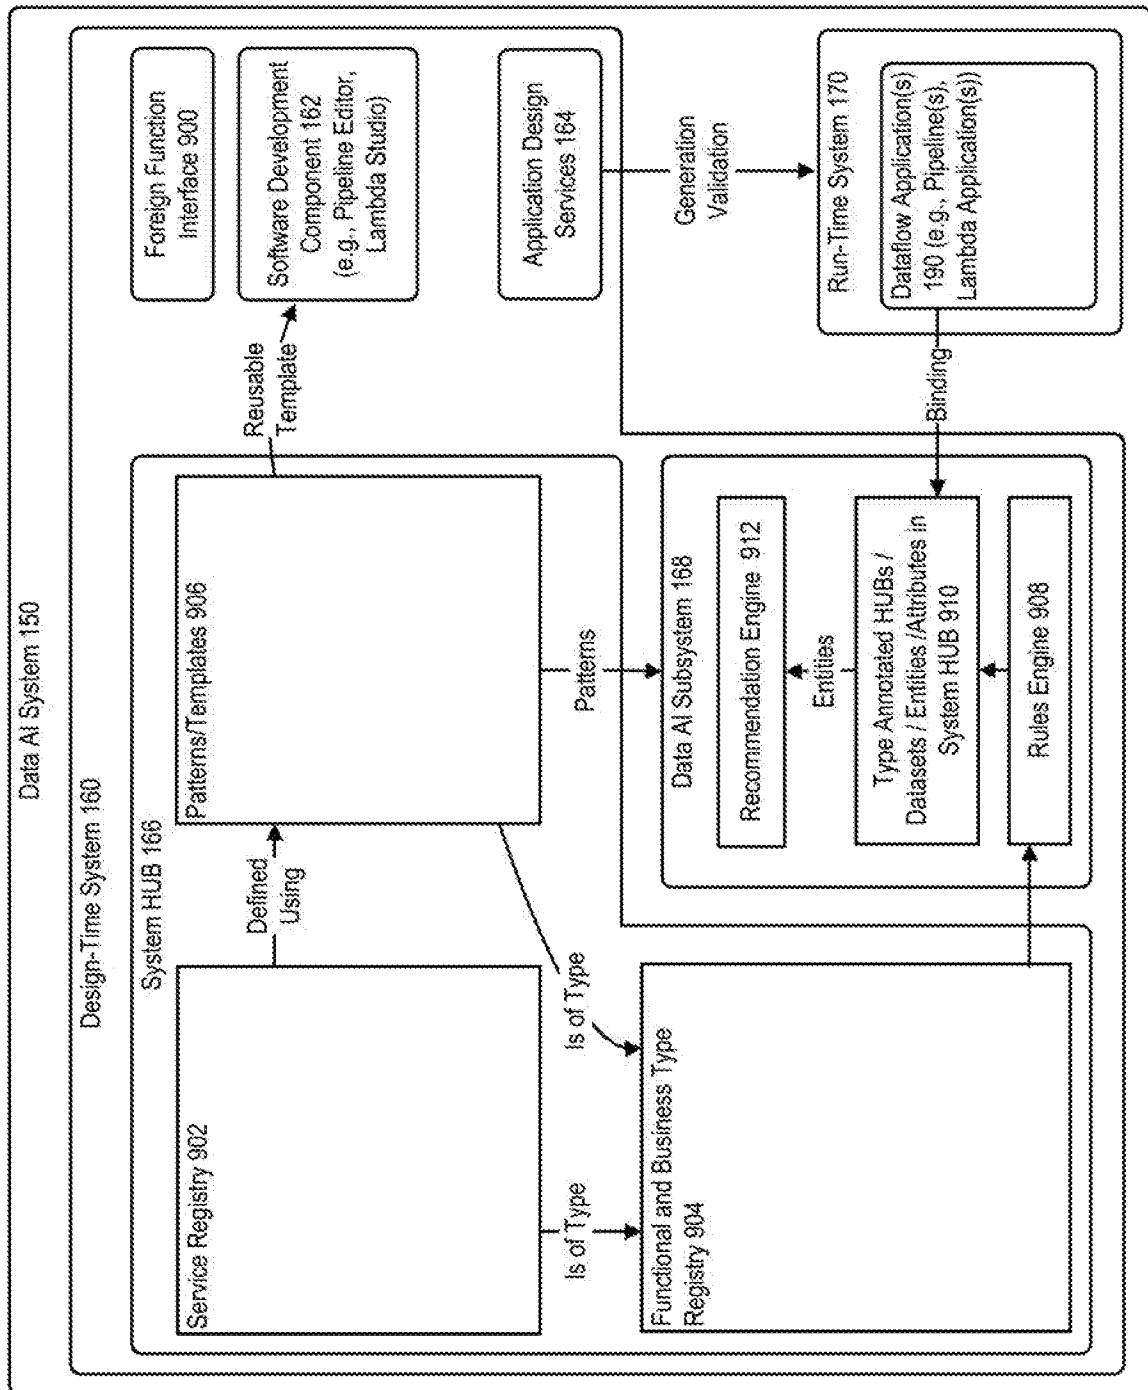 Data AI System 150
Design-Time System 160
System HUB 166
Service Registry 902
Defined
Using
Patterns/Templates 906
Reusable
Template
Foreign Function
Interface 900
Software Development
Component 162
(e.g., Pipeline Editor,
Lambda Studio)
Application Design
Services 164
Is of Type
Is of Type
Patterns
Generation
Validation
Functional and Business Type
Registry 904
Data AI Subsystem 168
Recommendation Engine 912
Entities
Type Annotated HUBs /
Datasets / Entities /Attributes in
System HUB 910
Rules Engine 908
Binding
Run-Time System 170
Dataflow Application(s)
190 (e.g., Pipeline(s),
Lambda Application(s))